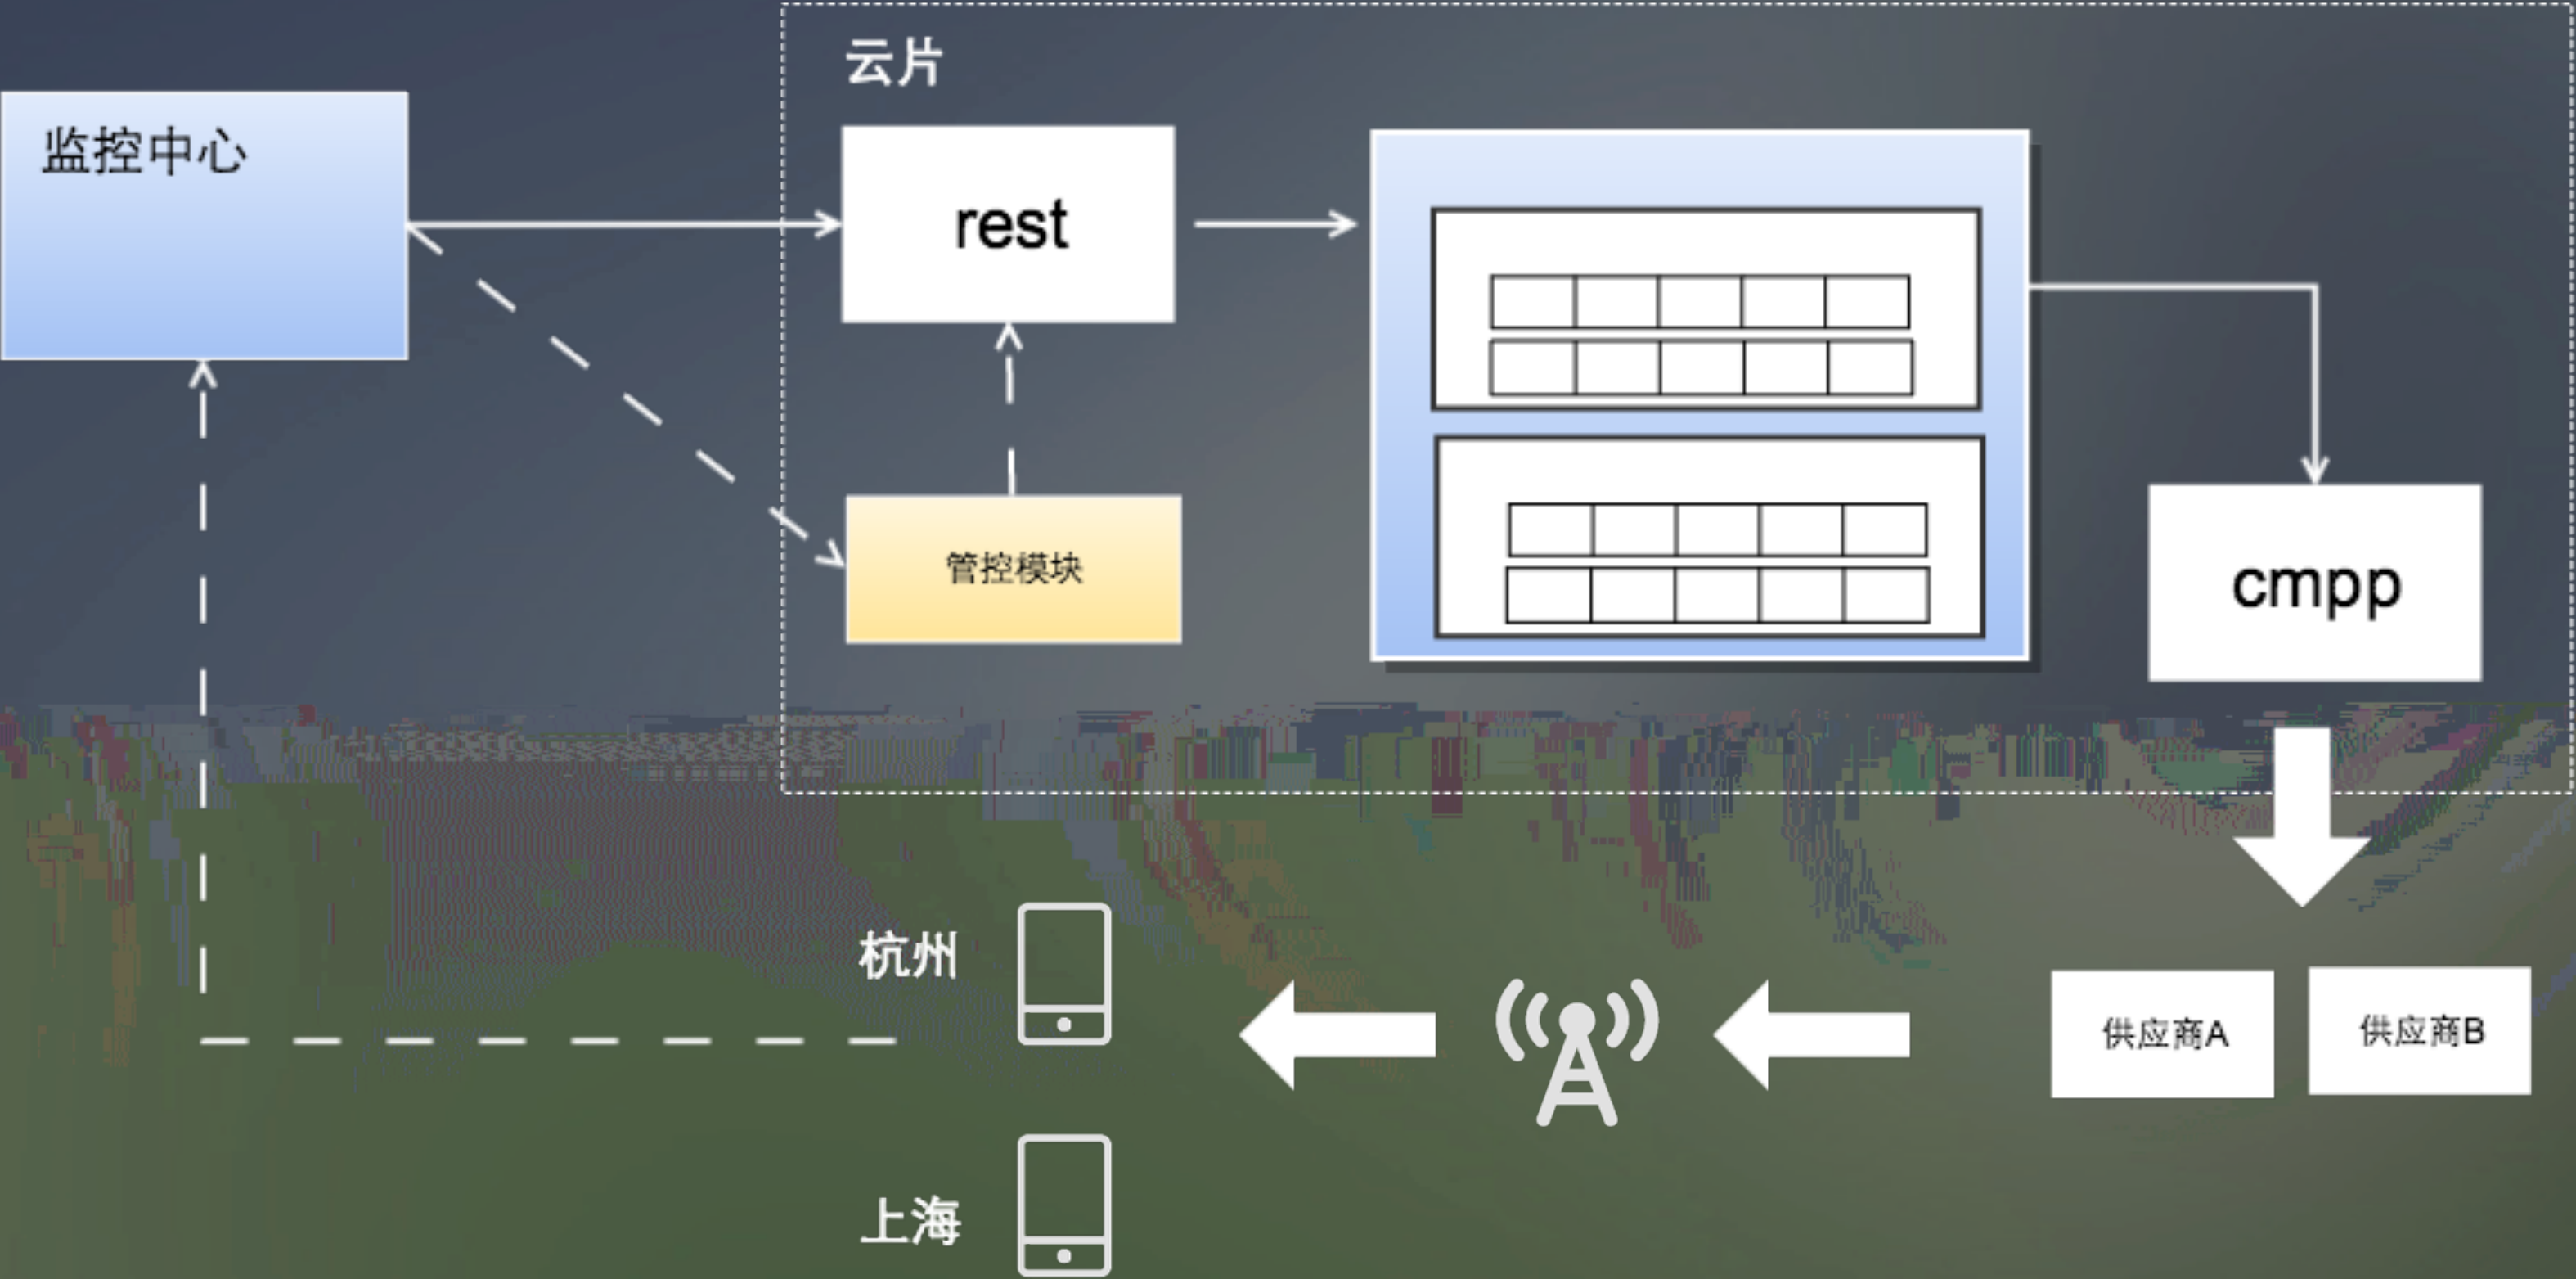 云片
监控中心
rest
管控模块
cmpp
杭州
供应商A
供应商B
上海